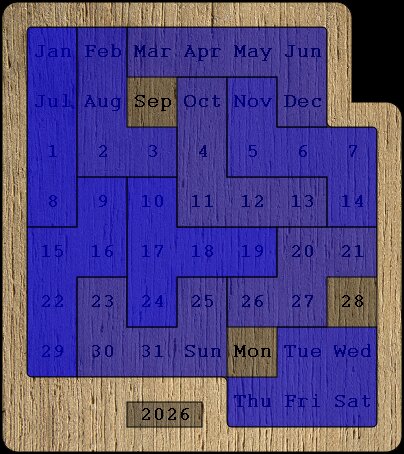 Jan Feb Mar Apr May Jun
Jul Aug Sep Oct Nov Dec
1 2 3 4 5 6 7
8 9 10 11 12 13 14
15 16 17 18 19 20 21
22 23 24 25 26 27 28
29 30 31 Sun Mon Tue Wed
Thu Fri Sat
2026